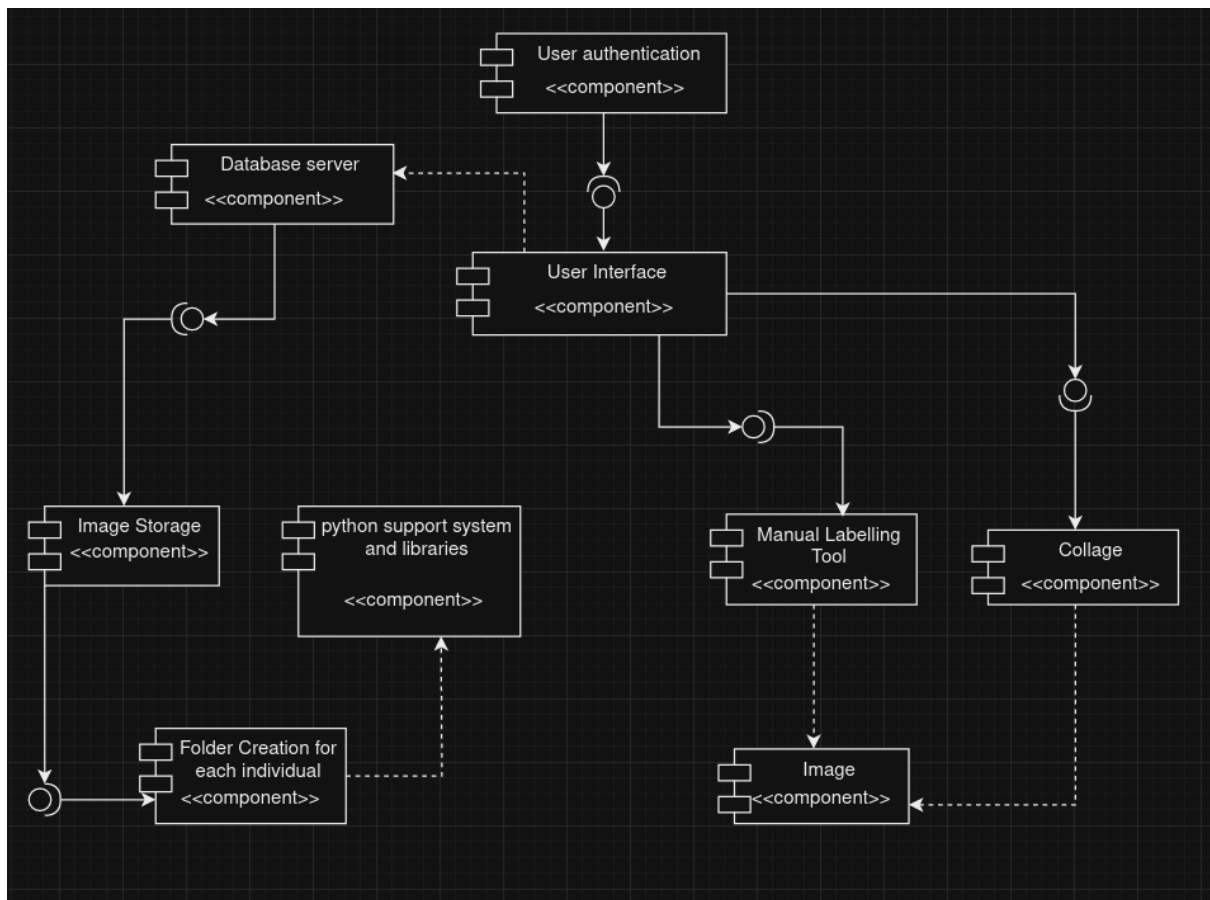 User authentication
<<component>>
Database server
<<component>>
User Interface
<<component>>
Image Storage
<<component>>
python support system
and libraries
<<component>>
Manual Labelling
Tool
<<component>>
Collage
<<component>>
Folder Creation for
each individual
<<component>>
Image
<<component>>